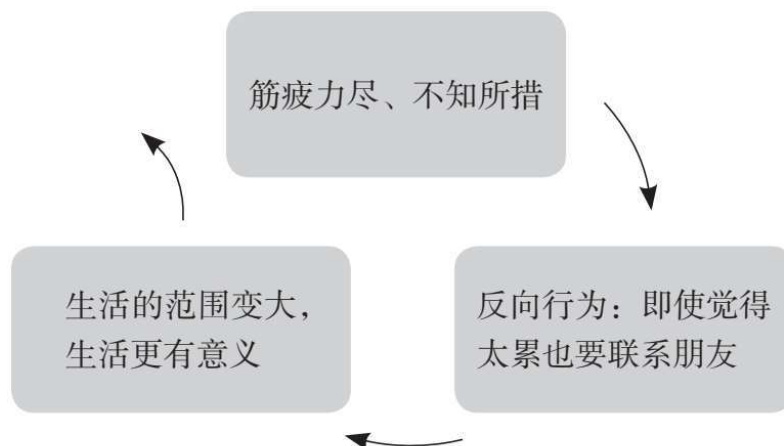 筋疲力尽、不知所措
反向行为：即使觉得
太累也要联系朋友
生活的范围变大，
生活更有意义